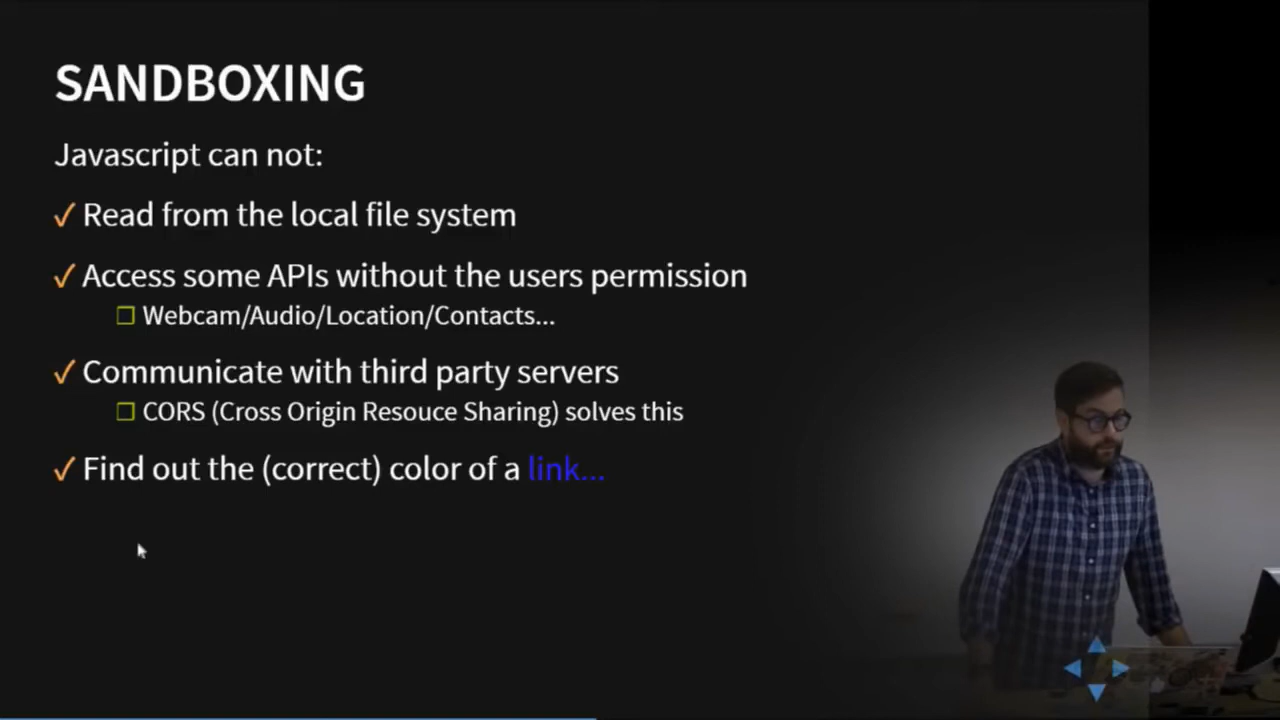 SANDBOXING
Javascript can not:
✓ Read from the local file system
✓ Access some APIs without the users permission
❒ Webcam/Audio/Location/Contacts...
✓ Communicate with third party servers
❒ CORS (Cross Origin Resouce Sharing) solves this
✓ Find out the (correct) color of a link...